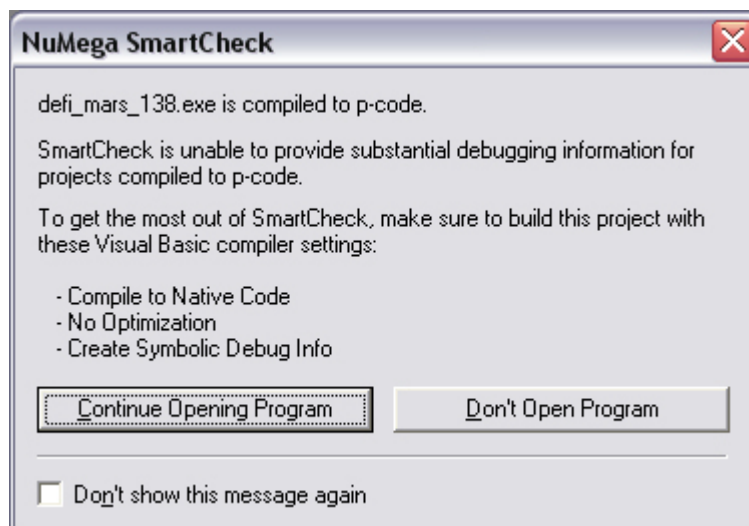 NuMega SmartCheck
defi_mars_138.exe is compiled to p-code.
SmartCheck is unable to provide substantial debugging information for
projects compiled to p-code.
To get the most out of SmartCheck, make sure to build this project with
these Visual Basic compiler settings:
- Compile to Native Code
- No Optimization
- Create Symbolic Debug Info
Continue Opening Program
Don't Open Program
Don't show this message again